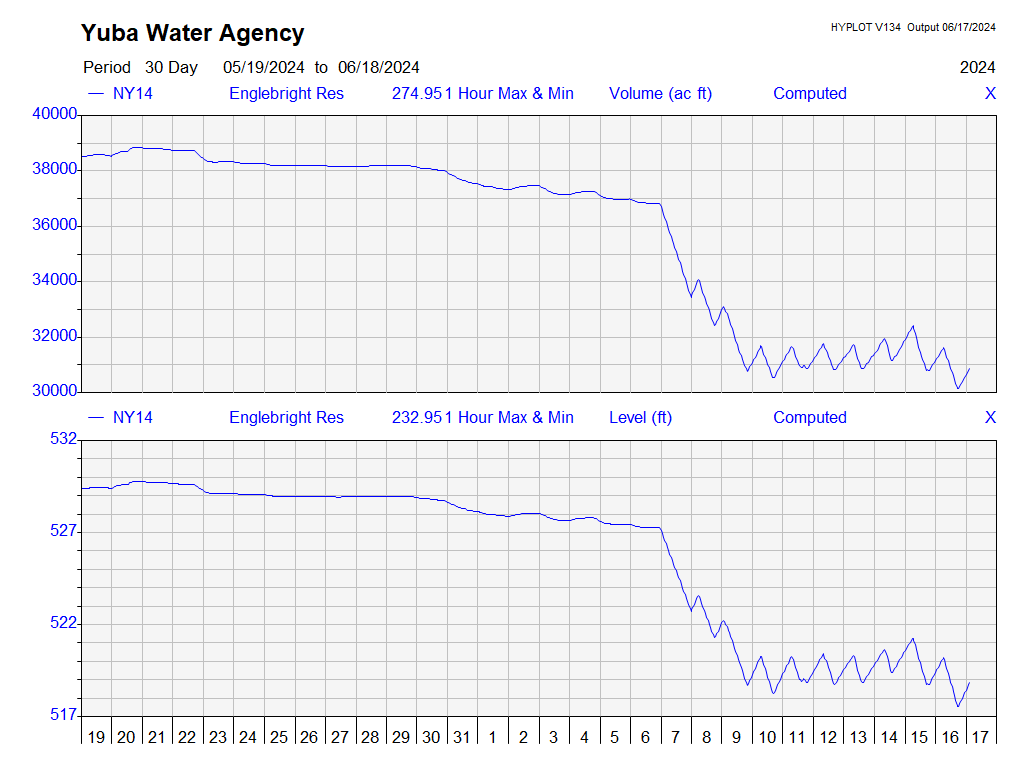 Yuba Water Agency
HYPLOT V134 Output 06/17/2024
Period 30 Day 05/19/2024 to 06/18/2024 2024
NY14 Englebright Res 274.951 Hour Max & Min Volume (ac ft) Computed X
40000
38000
36000
34000
32000
30000
NY14 Englebright Res 232.951 Hour Max & Min Level (ft) Computed X
532
527
522
517
19 20 21 22 23 24 25 26 27 28 29 30 31 1 2 3 4 5 6 7 8 9 10 11 12 13 14 15 16 17